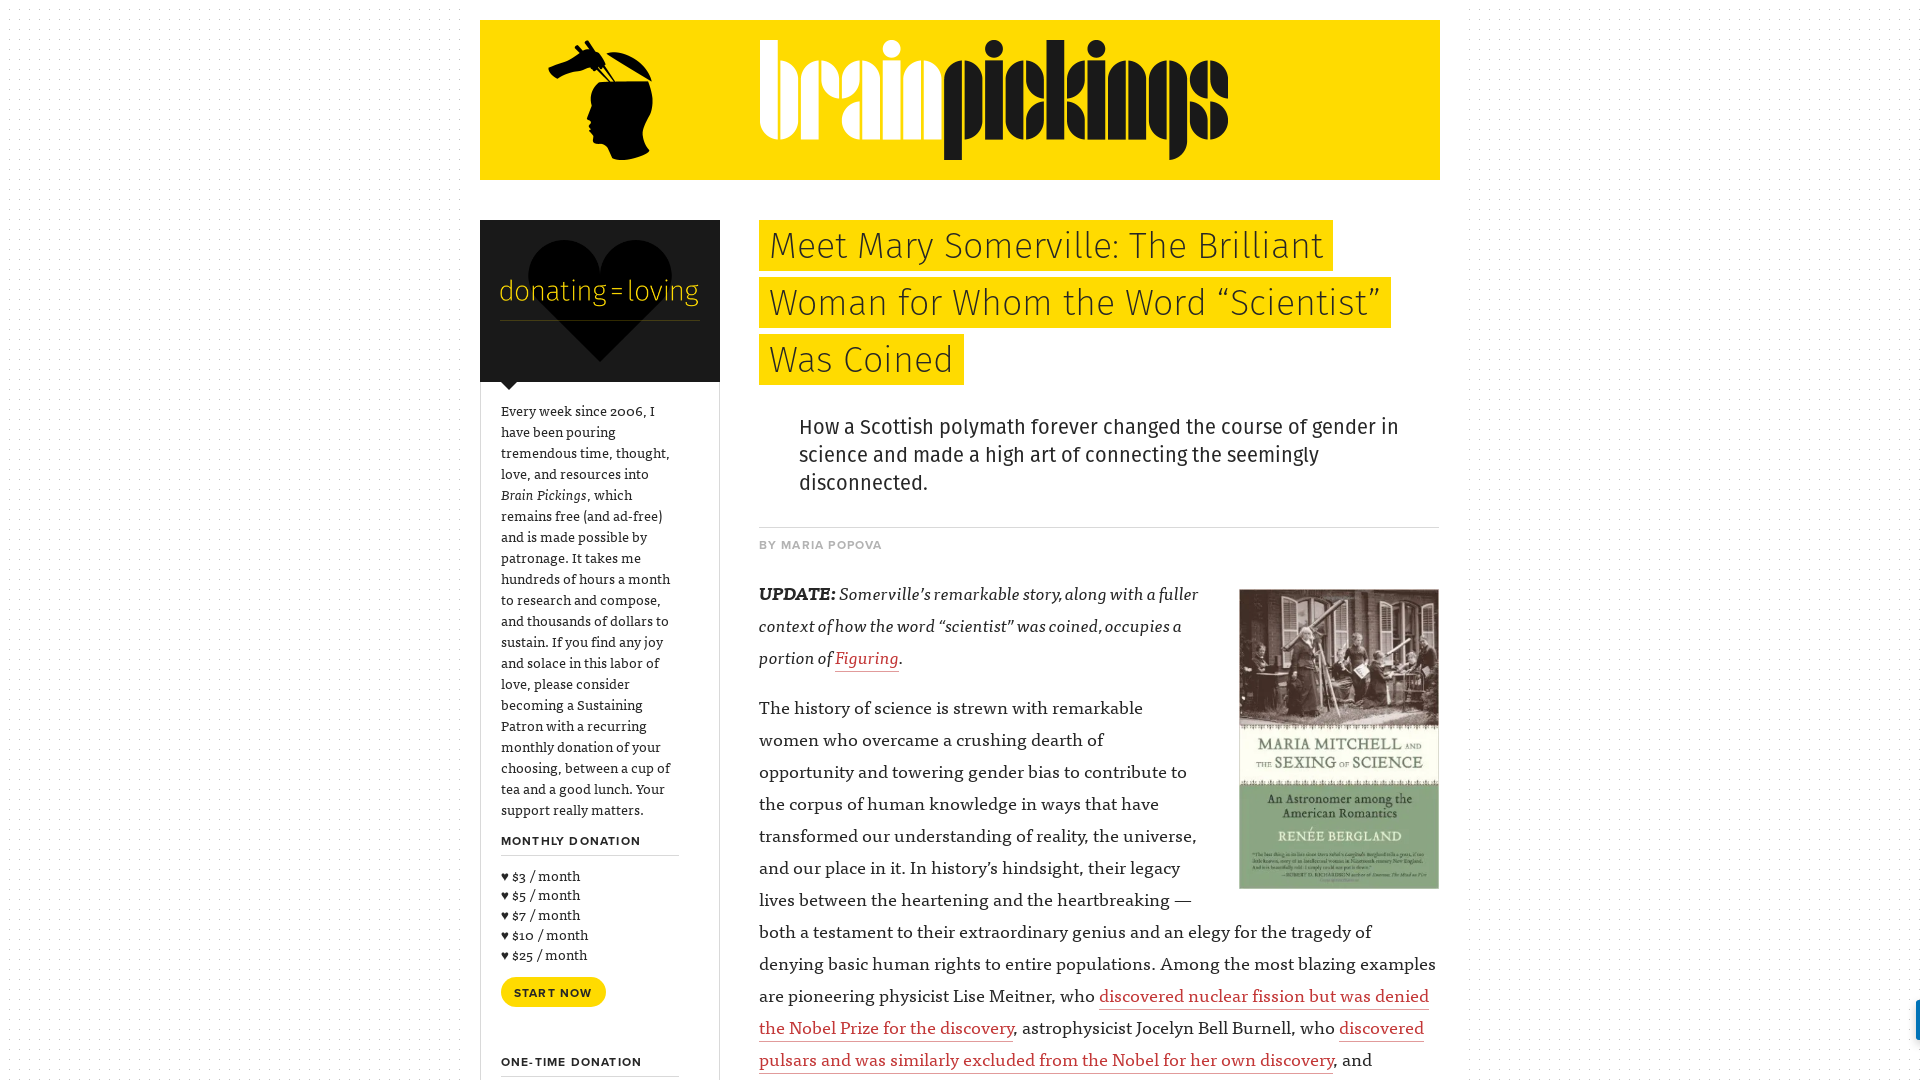 brainpickings
donating = loving
Every week since 2006, I
have been pouring
tremendous time, thought,
love, and resources into
Brain Pickings, which
remains free (and ad-free)
and is made possible by
patronage. It takes me
hundreds of hours a month
to research and compose,
and thousands of dollars to
sustain. If you find any joy
and solace in this labor of
love, please consider
becoming a Sustaining
Patron with a recurring
monthly donation of your
choosing, between a cup of
tea and a good lunch. Your
support really matters.
MONTHLY DONATION
♥ $3 / month
♥ $5 / month
♥ $7 / month
♥ $10 / month
♥ $25 / month
START NOW
ONE-TIME DONATION
Meet Mary Somerville: The Brilliant
Woman for Whom the Word “Scientist”
Was Coined
How a Scottish polymath forever changed the course of gender in
science and made a high art of connecting the seemingly
disconnected.
BY MARIA POPOVA
UPDATE: Somerville’s remarkable story, along with a fuller
context of how the word “scientist” was coined, occupies a
portion of Figuring.
The history of science is strewn with remarkable
women who overcame a crushing dearth of
opportunity and towering gender bias to contribute to
the corpus of human knowledge in ways that have
transformed our understanding of reality, the universe,
and our place in it. In history’s hindsight, their legacy
lives between the heartening and the heartbreaking —
both a testament to their extraordinary genius and an elegy for the tragedy of
denying basic human rights to entire populations. Among the most blazing examples
are pioneering physicist Lise Meitner, who discovered nuclear fission but was denied
the Nobel Prize for the discovery, astrophysicist Jocelyn Bell Burnell, who discovered
pulsars and was similarly excluded from the Nobel for her own discovery, and
MARIA MITCHELL AND
THE SEXING OF SCIENCE
An Astronomer among the
American Romantics
RENÉE BERGLAND